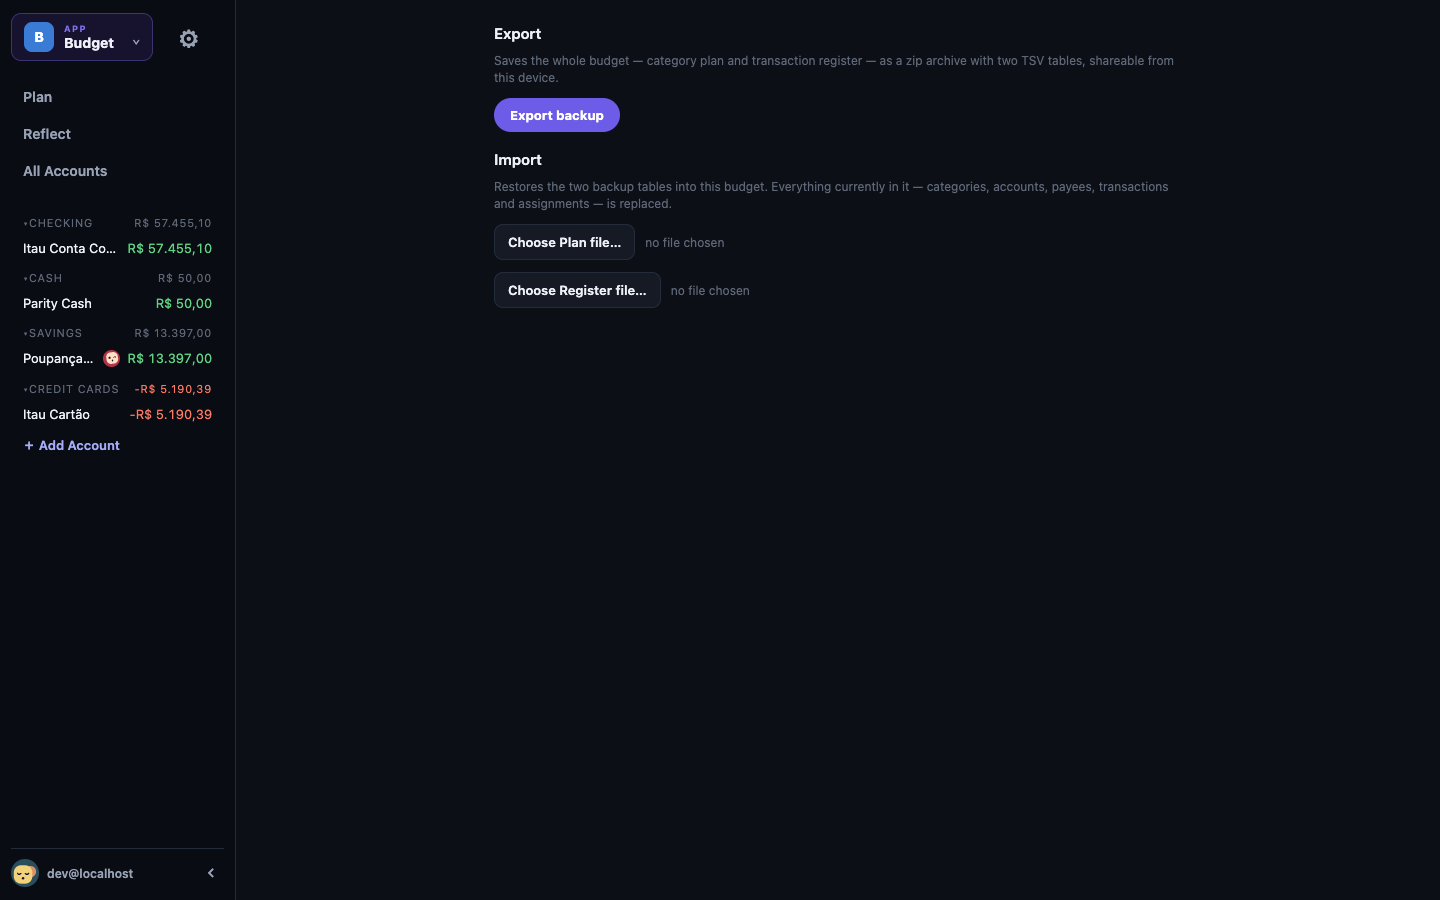 B
APP
Budget
Plan
Reflect
All Accounts
CHECKING R$ 57.455,10
Itau Conta Co... R$ 57.455,10
CASH R$ 50,00
Parity Cash R$ 50,00
SAVINGS R$ 13.397,00
Poupança... R$ 13.397,00
CREDIT CARDS -R$ 5.190,39
Itau Cartão -R$ 5.190,39
+ Add Account
dev@localhost
Export
Saves the whole budget — category plan and transaction register — as a zip archive with two TSV tables, shareable from
this device.
Export backup
Import
Restores the two backup tables into this budget. Everything currently in it — categories, accounts, payees, transactions
and assignments — is replaced.
Choose Plan file... no file chosen
Choose Register file... no file chosen